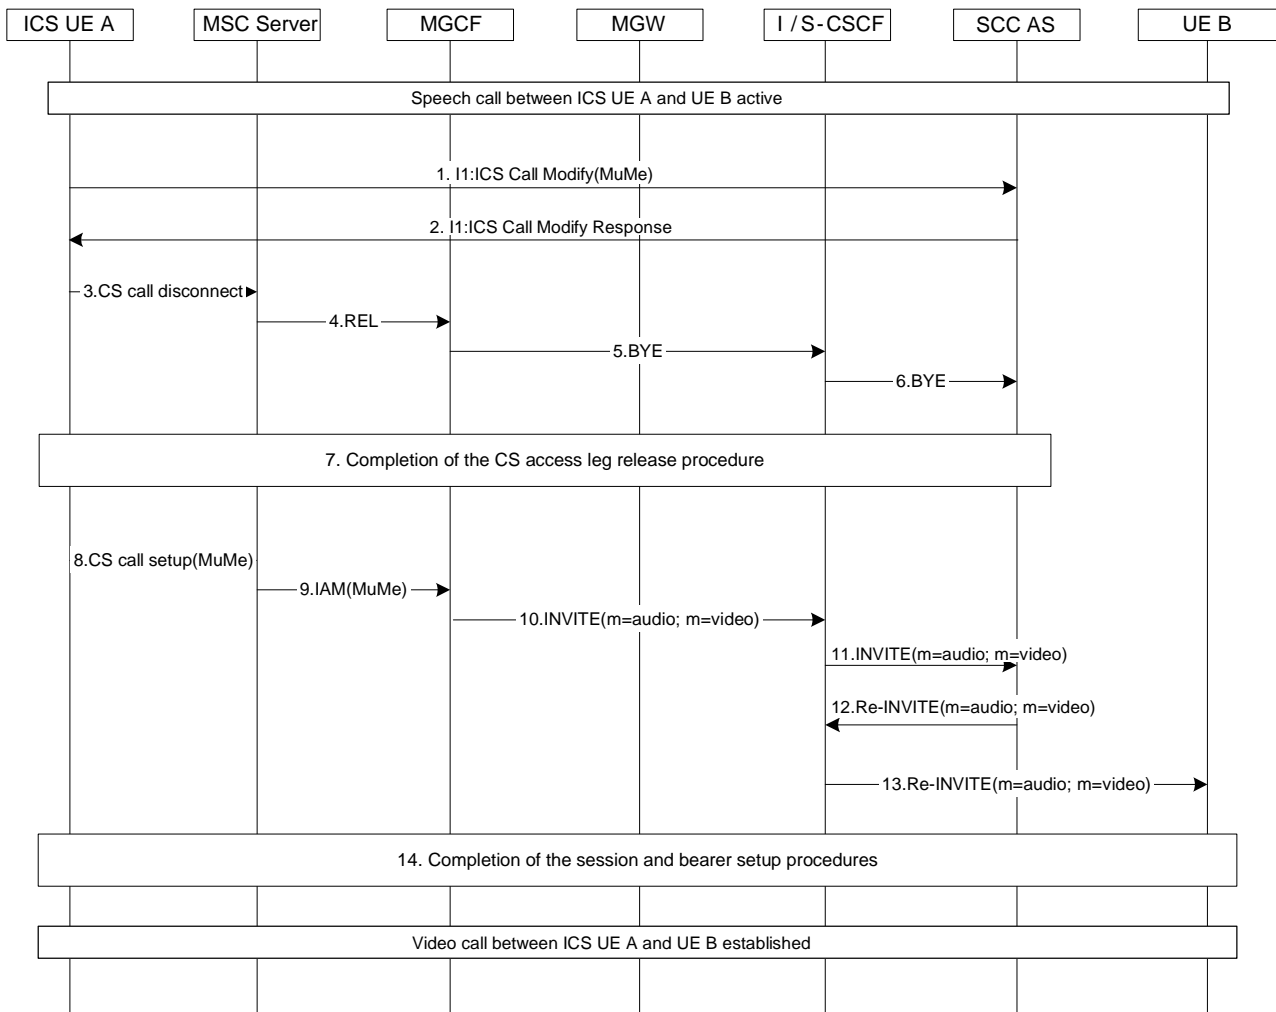 ICS UE A
MSC Server
MGCF
MGW
I / S-CSCF
SCC AS
UE B
Speech call between ICS UE A and UE B active
1. I1:ICS Call Modify(MuMe)
2. I1:ICS Call Modify Response
3.CS call disconnect
4.REL
5.BYE
6.BYE
7. Completion of the CS access leg release procedure
8.CS call setup(MuMe)
9.IAM(MuMe)
10.INVITE(m=audio; m=video)
11.INVITE(m=audio; m=video)
12.Re-INVITE(m=audio; m=video)
13.Re-INVITE(m=audio; m=video)
14. Completion of the session and bearer setup procedures
Video call between ICS UE A and UE B established